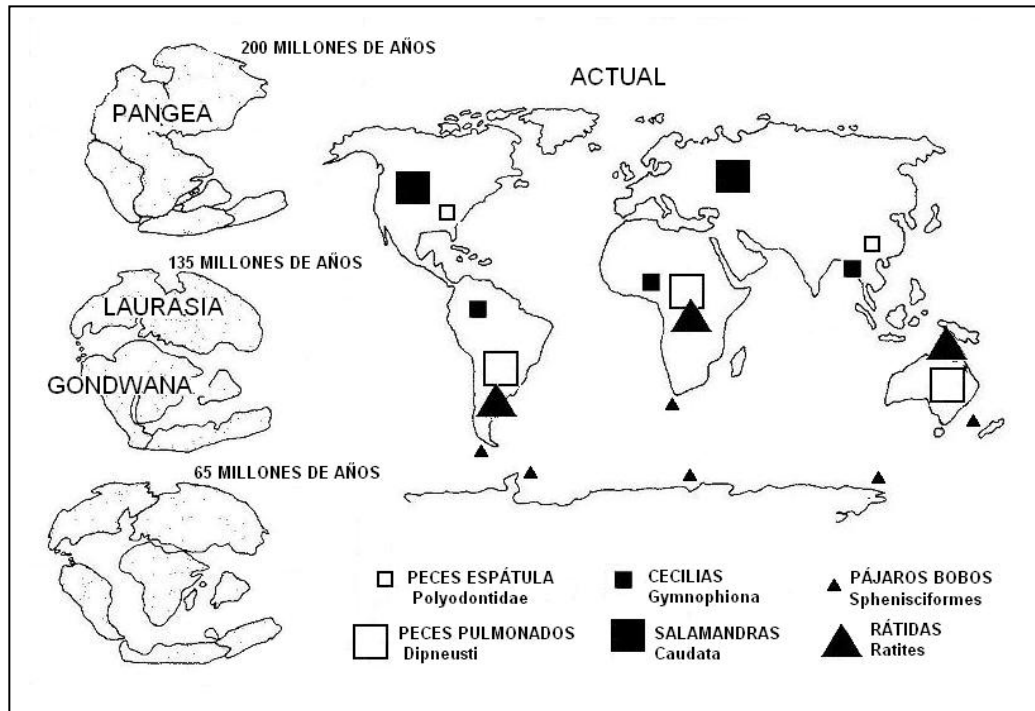 200 MILLONES DE AÑOS
PANGEA
ACTUAL
135 MILLONES DE AÑOS
LAURASIA
GONDWANA
65 MILLONES DE AÑOS
PECES ESPÁTULA
Polyodontidae
CECILIAS
Gymnophiona
PÁJAROS BOBOS
Sphenisciformes
PECES PULMONADOS
Dipneusti
SALAMANDRAS
Caudata
RÁTIDAS
Ratites